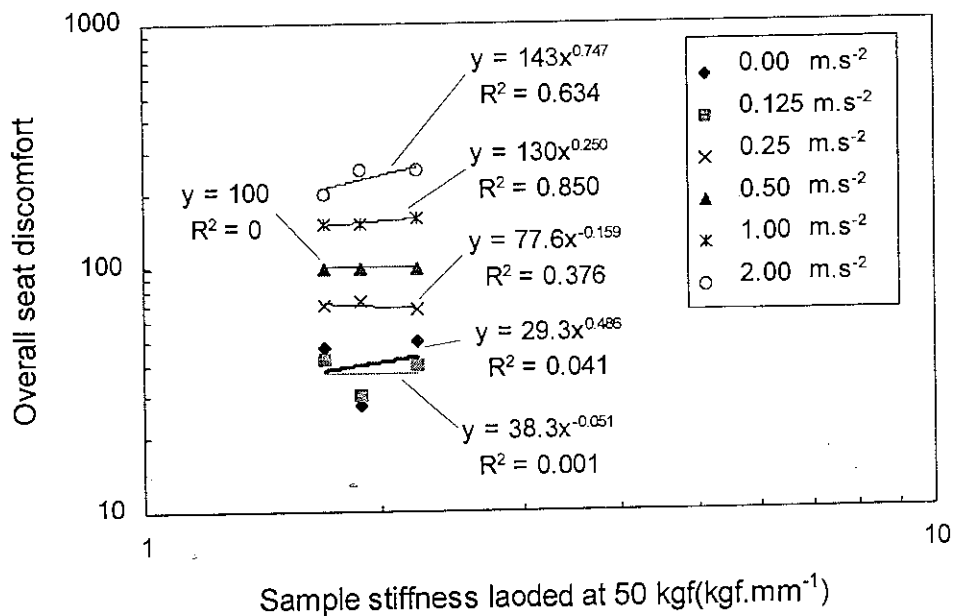 1000
y = 143x^0.747
R² = 0.634
y = 130x^0.250
R² = 0.850
y = 100
R² = 0
100
y = 77.6x^-0.159
R² = 0.376
y = 29.3x^0.486
R² = 0.041
y = 38.3x^-0.051
R² = 0.001
10
1
10
Overall seat discomfort
Sample stiffness laoded at 50 kgf(kgf.mm⁻¹)
0.00 m.s⁻²
0.125 m.s⁻²
0.25 m.s⁻²
0.50 m.s⁻²
1.00 m.s⁻²
2.00 m.s⁻²